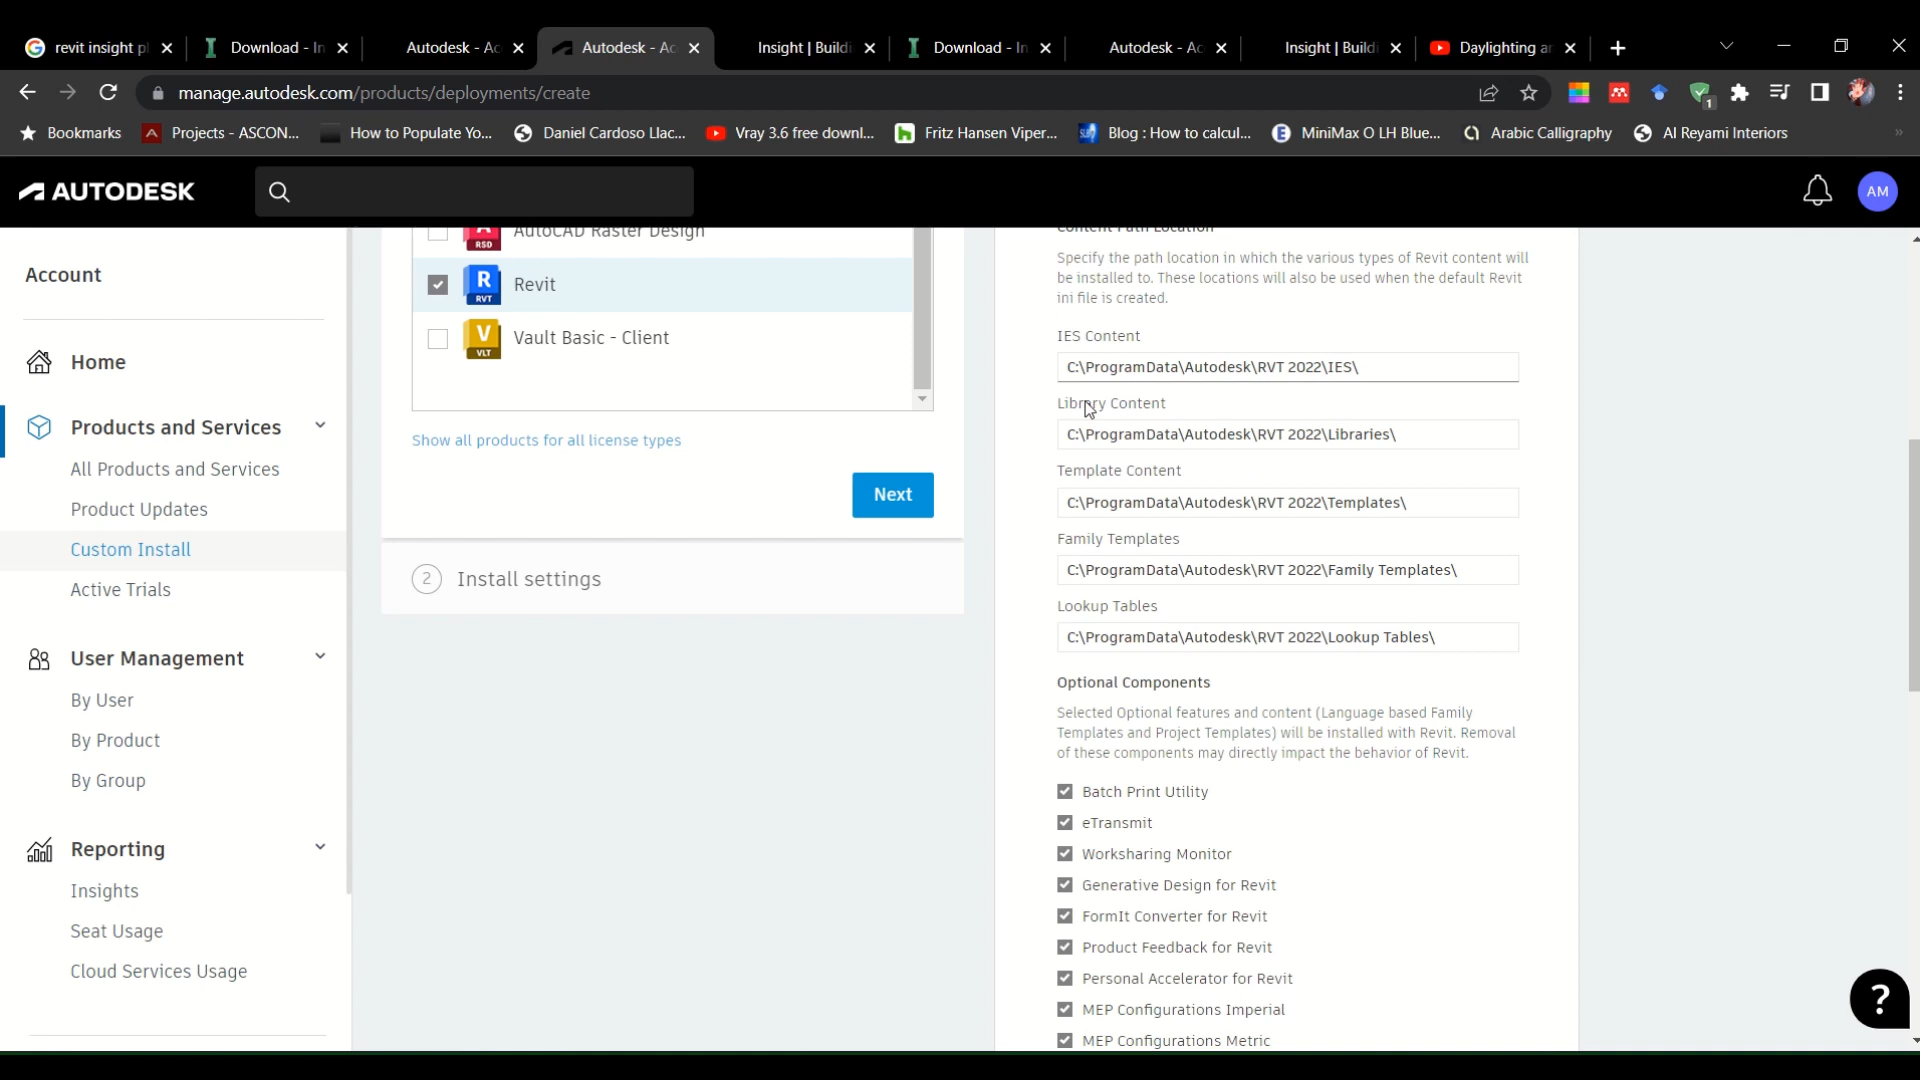 revit insight pl
Download - In
Autodesk - Ac
Autodesk - Ac
Insight | Buildi
Download - In
Autodesk - Ac
Insight | Buildi
Daylighting an
manage.autodesk.com/products/deployments/create
1
Bookmarks
Projects - ASCON...
How to Populate Yo...
Daniel Cardoso Llac...
Vray 3.6 free downl...
Fritz Hansen Viper...
Blog : How to calcul...
MiniMax O LH Blue...
Arabic Calligraphy
Al Reyami Interiors
AUTODESK
AM
Account
Home
Products and Services
All Products and Services
Product Updates
Custom Install
Active Trials
User Management
By User
By Product
By Group
Reporting
Insights
Seat Usage
Cloud Services Usage
RSD
AutoCAD Raster Design
R
RVT
Revit
V
VLT
Vault Basic - Client
Show all products for all license types
Next
2 Install settings
Content Path Location
Specify the path location in which the various types of Revit content will
be installed to. These locations will also be used when the default Revit
ini file is created.
IES Content
C:\ProgramData\Autodesk\RVT 2022\IES\
Library Content
C:\ProgramData\Autodesk\RVT 2022\Libraries\
Template Content
C:\ProgramData\Autodesk\RVT 2022\Templates\
Family Templates
C:\ProgramData\Autodesk\RVT 2022\Family Templates\
Lookup Tables
C:\ProgramData\Autodesk\RVT 2022\Lookup Tables\
Optional Components
Selected Optional features and content (Language based Family
Templates and Project Templates) will be installed with Revit. Removal
of these components may directly impact the behavior of Revit.
Batch Print Utility
eTransmit
Worksharing Monitor
Generative Design for Revit
FormIt Converter for Revit
Product Feedback for Revit
Personal Accelerator for Revit
MEP Configurations Imperial
MEP Configurations Metric
?